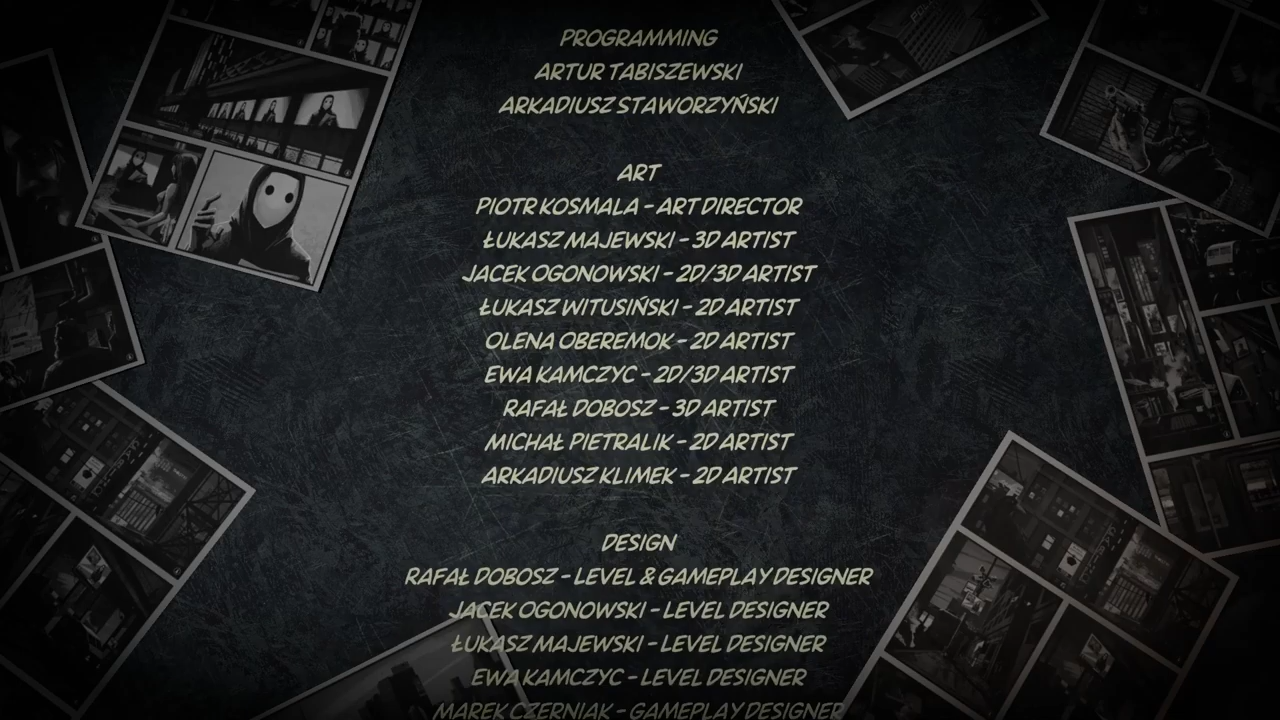 PROGRAMMING
ARTUR TABISZEWSKI
ARKADIUSZ STAWORZYŃSKI
ART
PIOTR KOSMALA - ART DIRECTOR
ŁUKASZ MAJEWSKI - 3D ARTIST
JACEK OGONOWSKI - 2D/3D ARTIST
ŁUKASZ WITUSIŃSKI - 2D ARTIST
OLENA OBEREMOK - 2D ARTIST
EWA KAMCZYC - 2D/3D ARTIST
RAFAŁ DOBOSZ - 3D ARTIST
MICHAŁ PIETRALIK - 2D ARTIST
ARKADIUSZ KLIMEK - 2D ARTIST
DESIGN
RAFAŁ DOBOSZ - LEVEL & GAMEPLAY DESIGNER
JACEK OGONOWSKI - LEVEL DESIGNER
ŁUKASZ MAJEWSKI - LEVEL DESIGNER
EWA KAMCZYC - LEVEL DESIGNER
MAREK CZERNIAK - GAMEPLAY DESIGNER